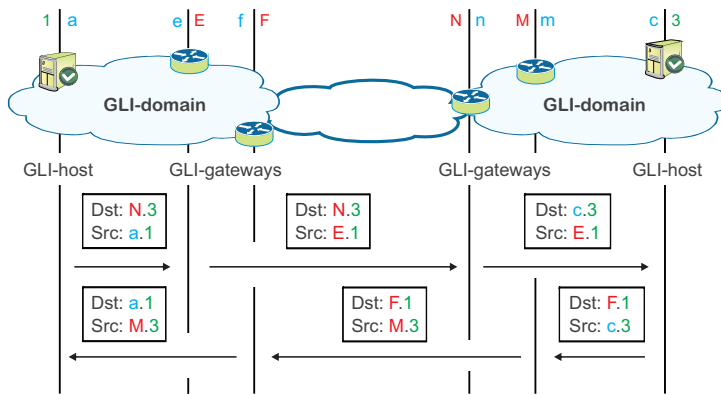 1 a e E f F N n M m c 3
GLI-domain GLI-domain
GLI-host GLI-gateways GLI-gateways GLI-host
Dst: N.3
Src: a.1
Dst: N.3
Src: E.1
Dst: c.3
Src: E.1
Dst: a.1
Src: M.3
Dst: F.1
Src: M.3
Dst: F.1
Src: c.3